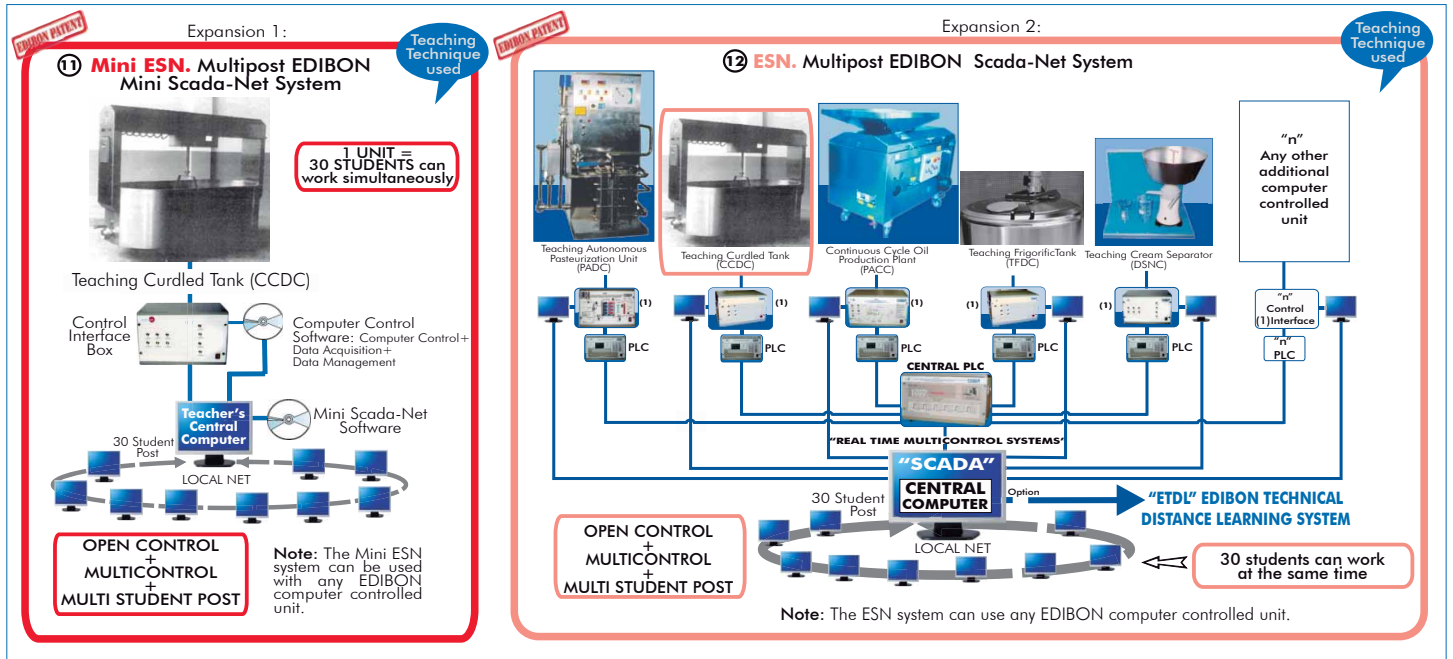 Expansion 1:
EDIBON PATENT
Teaching
Technique
used
11 Mini ESN. Multipost EDIBON
Mini Scada-Net System
1 UNIT =
30 STUDENTS can
work simultaneously
Teaching Curdled Tank (CCDC)
Control
Interface
Box
Computer Control
Software: Computer Control+
Data Acquisition+
Data Management
Teacher's
Central
Computer
Mini Scada-Net
Software
30 Student
Post
LOCAL NET
OPEN CONTROL
+
MULTICONTROL
+
MULTI STUDENT POST
Note: The Mini ESN
system can be used
with any EDIBON
computer controlled
unit.
Expansion 2:
EDIBON PATENT
Teaching
Technique
used
12 ESN. Multipost EDIBON Scada-Net System
Teaching Autonomous
Pasteurization Unit
(PADC)
Teaching Curdled Tank
(CCDC)
Continuous Cycle Oil
Production Plant
(PACC)
Teaching FrigorificTank
(TFDC)
Teaching Cream Separator
(DSNC)
"n"
Any other
additional
computer
controlled
unit
(1)
(1)
(1)
(1)
(1)
"n"
Control
(1)Interface
PLC
PLC
PLC
PLC
PLC
"n"
PLC
CENTRAL PLC
"REAL TIME MULTICONTROL SYSTEMS"
"SCADA"
CENTRAL
COMPUTER
Option
"ETDL" EDIBON TECHNICAL
DISTANCE LEARNING SYSTEM
30 Student
Post
LOCAL NET
OPEN CONTROL
+
MULTICONTROL
+
MULTI STUDENT POST
30 students can work
at the same time
Note: The ESN system can use any EDIBON computer controlled unit.